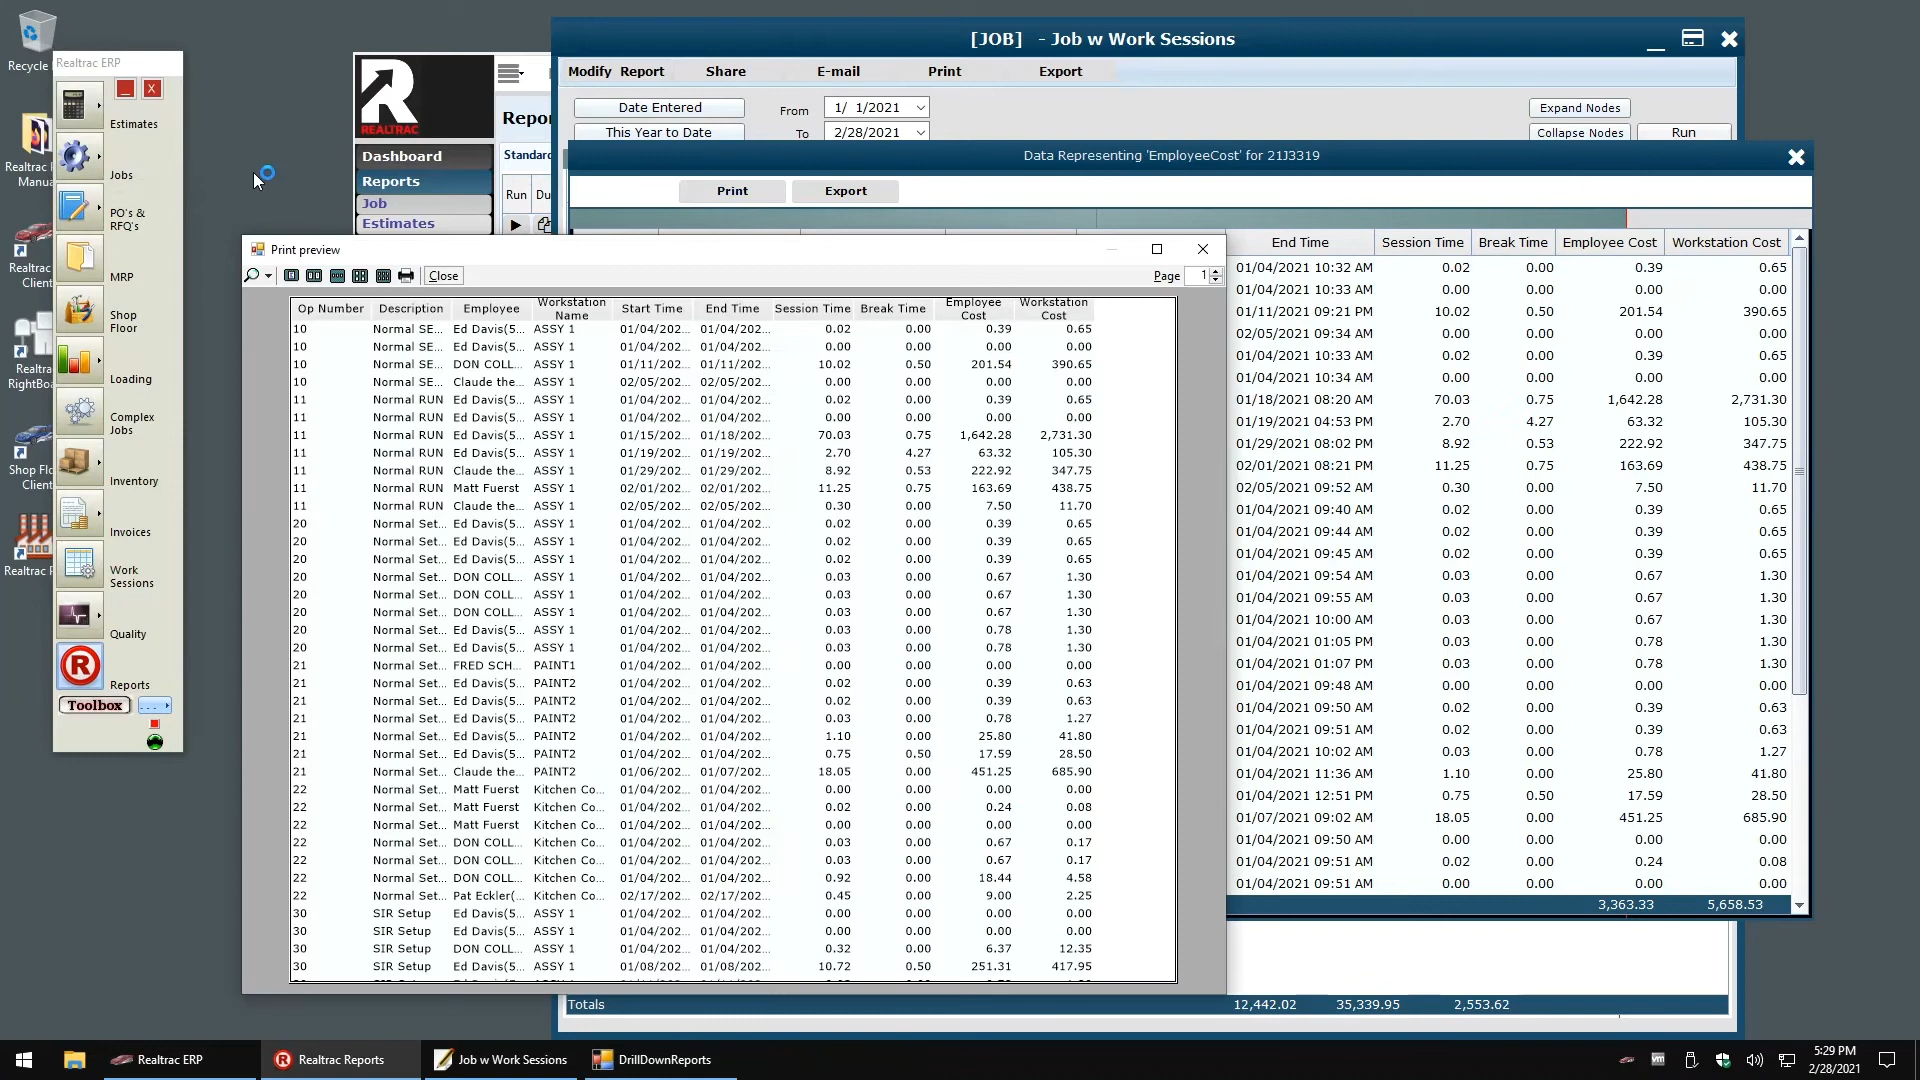 Recycle
Realtrac ERP
Estimates
Jobs
PO's &
RFQ's
MRP
Shop
Floor
Loading
Complex
Jobs
Inventory
Invoices
Work
Sessions
Quality
Reports
Toolbox
...
Manua
Realtrac
Client
Realtra
RightBoa
Shop Flo
Client
REALTRAC
Dashboard
Reports
Job
Estimates
Repor
Standar
Run Du
[JOB] - Job w Work Sessions
Modify Report Share E-mail Print Export
Date Entered From 1/ 1/2021 Expand Nodes
This Year to Date To 2/28/2021 Collapse Nodes Run
Data Representing 'EmployeeCost' for 21J3319
Print Export
Print preview
Close Page 1
Op Number Description Employee Workstation Name Start Time End Time Session Time Break Time Employee Cost Workstation Cost
10 Normal SE... Ed Davis(5... ASSY 1 01/04/202... 01/04/202... 0.02 0.00 0.39 0.65
10 Normal SE... Ed Davis(5... ASSY 1 01/04/202... 01/04/202... 0.00 0.00 0.00 0.00
10 Normal SE... DON COLL... ASSY 1 01/11/202... 01/11/202... 10.02 0.50 201.54 390.65
10 Normal SE... Claude the... ASSY 1 02/05/202... 02/05/202... 0.00 0.00 0.00 0.00
11 Normal RUN Ed Davis(5... ASSY 1 01/04/202... 01/04/202... 0.02 0.00 0.39 0.65
11 Normal RUN Ed Davis(5... ASSY 1 01/04/202... 01/04/202... 0.00 0.00 0.00 0.00
11 Normal RUN Ed Davis(5... ASSY 1 01/15/202... 01/18/202... 70.03 0.75 1,642.28 2,731.30
11 Normal RUN Ed Davis(5... ASSY 1 01/19/202... 01/19/202... 2.70 4.27 63.32 105.30
11 Normal RUN Claude the... ASSY 1 01/29/202... 01/29/202... 8.92 0.53 222.92 347.75
11 Normal RUN Matt Fuerst ASSY 1 02/01/202... 02/01/202... 11.25 0.75 163.69 438.75
11 Normal RUN Claude the... ASSY 1 02/05/202... 02/05/202... 0.30 0.00 7.50 11.70
20 Normal Set... Ed Davis(5... ASSY 1 01/04/202... 01/04/202... 0.02 0.00 0.39 0.65
20 Normal Set... Ed Davis(5... ASSY 1 01/04/202... 01/04/202... 0.02 0.00 0.39 0.65
20 Normal Set... Ed Davis(5... ASSY 1 01/04/202... 01/04/202... 0.02 0.00 0.39 0.65
20 Normal Set... DON COLL... ASSY 1 01/04/202... 01/04/202... 0.03 0.00 0.67 1.30
20 Normal Set... DON COLL... ASSY 1 01/04/202... 01/04/202... 0.03 0.00 0.67 1.30
20 Normal Set... DON COLL... ASSY 1 01/04/202... 01/04/202... 0.03 0.00 0.67 1.30
20 Normal Set... Ed Davis(5... ASSY 1 01/04/202... 01/04/202... 0.03 0.00 0.78 1.30
20 Normal Set... Ed Davis(5... ASSY 1 01/04/202... 01/04/202... 0.03 0.00 0.78 1.30
21 Normal Set... FRED SCH... PAINT1 01/04/202... 01/04/202... 0.00 0.00 0.00 0.00
21 Normal Set... Ed Davis(5... PAINT2 01/04/202... 01/04/202... 0.02 0.00 0.39 0.63
21 Normal Set... Ed Davis(5... PAINT2 01/04/202... 01/04/202... 0.02 0.00 0.39 0.63
21 Normal Set... Ed Davis(5... PAINT2 01/04/202... 01/04/202... 0.03 0.00 0.78 1.27
21 Normal Set... Ed Davis(5... PAINT2 01/04/202... 01/04/202... 1.10 0.00 25.80 41.80
21 Normal Set... Ed Davis(5... PAINT2 01/04/202... 01/04/202... 0.75 0.50 17.59 28.50
21 Normal Set... Claude the... PAINT2 01/06/202... 01/07/202... 18.05 0.00 451.25 685.90
22 Normal Set... Matt Fuerst Kitchen Co... 01/04/202... 01/04/202... 0.00 0.00 0.00 0.00
22 Normal Set... Matt Fuerst Kitchen Co... 01/04/202... 01/04/202... 0.02 0.00 0.24 0.08
22 Normal Set... Matt Fuerst Kitchen Co... 01/04/202... 01/04/202... 0.00 0.00 0.00 0.00
22 Normal Set... DON COLL... Kitchen Co... 01/04/202... 01/04/202... 0.03 0.00 0.67 0.17
22 Normal Set... DON COLL... Kitchen Co... 01/04/202... 01/04/202... 0.03 0.00 0.67 0.17
22 Normal Set... DON COLL... Kitchen Co... 01/04/202... 01/04/202... 0.92 0.00 18.44 4.58
22 Normal Set... Pat Eckler(... Kitchen Co... 02/17/202... 02/17/202... 0.45 0.00 9.00 2.25
30 SIR Setup Ed Davis(5... ASSY 1 01/04/202... 01/04/202... 0.00 0.00 0.00 0.00
30 SIR Setup Ed Davis(5... ASSY 1 01/04/202... 01/04/202... 0.00 0.00 0.00 0.00
30 SIR Setup DON COLL... ASSY 1 01/04/202... 01/04/202... 0.32 0.00 6.37 12.35
30 SIR Setup Ed Davis(5... ASSY 1 01/08/202... 01/08/202... 10.72 0.50 251.31 417.95
End Time Session Time Break Time Employee Cost Workstation Cost
01/04/2021 10:32 AM 0.02 0.00 0.39 0.65
01/04/2021 10:33 AM 0.00 0.00 0.00 0.00
01/11/2021 09:21 PM 10.02 0.50 201.54 390.65
02/05/2021 09:34 AM 0.00 0.00 0.00 0.00
01/04/2021 10:33 AM 0.02 0.00 0.39 0.65
01/04/2021 10:34 AM 0.00 0.00 0.00 0.00
01/18/2021 08:20 AM 70.03 0.75 1,642.28 2,731.30
01/19/2021 04:53 PM 2.70 4.27 63.32 105.30
01/29/2021 08:02 PM 8.92 0.53 222.92 347.75
02/01/2021 08:21 PM 11.25 0.75 163.69 438.75
02/05/2021 09:52 AM 0.30 0.00 7.50 11.70
01/04/2021 09:40 AM 0.02 0.00 0.39 0.65
01/04/2021 09:44 AM 0.02 0.00 0.39 0.65
01/04/2021 09:45 AM 0.02 0.00 0.39 0.65
01/04/2021 09:54 AM 0.03 0.00 0.67 1.30
01/04/2021 09:55 AM 0.03 0.00 0.67 1.30
01/04/2021 10:00 AM 0.03 0.00 0.67 1.30
01/04/2021 01:05 PM 0.03 0.00 0.78 1.30
01/04/2021 01:07 PM 0.03 0.00 0.78 1.30
01/04/2021 09:48 AM 0.00 0.00 0.00 0.00
01/04/2021 09:50 AM 0.02 0.00 0.39 0.63
01/04/2021 09:51 AM 0.02 0.00 0.39 0.63
01/04/2021 10:02 AM 0.03 0.00 0.78 1.27
01/04/2021 11:36 AM 1.10 0.00 25.80 41.80
01/04/2021 12:51 PM 0.75 0.50 17.59 28.50
01/07/2021 09:02 AM 18.05 0.00 451.25 685.90
01/04/2021 09:50 AM 0.00 0.00 0.00 0.00
01/04/2021 09:51 AM 0.02 0.00 0.24 0.08
01/04/2021 09:51 AM 0.00 0.00 0.00 0.00
3,363.33 5,658.53
Totals 12,442.02 35,339.95 2,553.62
Realtrac ERP Realtrac Reports Job w Work Sessions DrillDownReports
vm
5:29 PM
2/28/2021